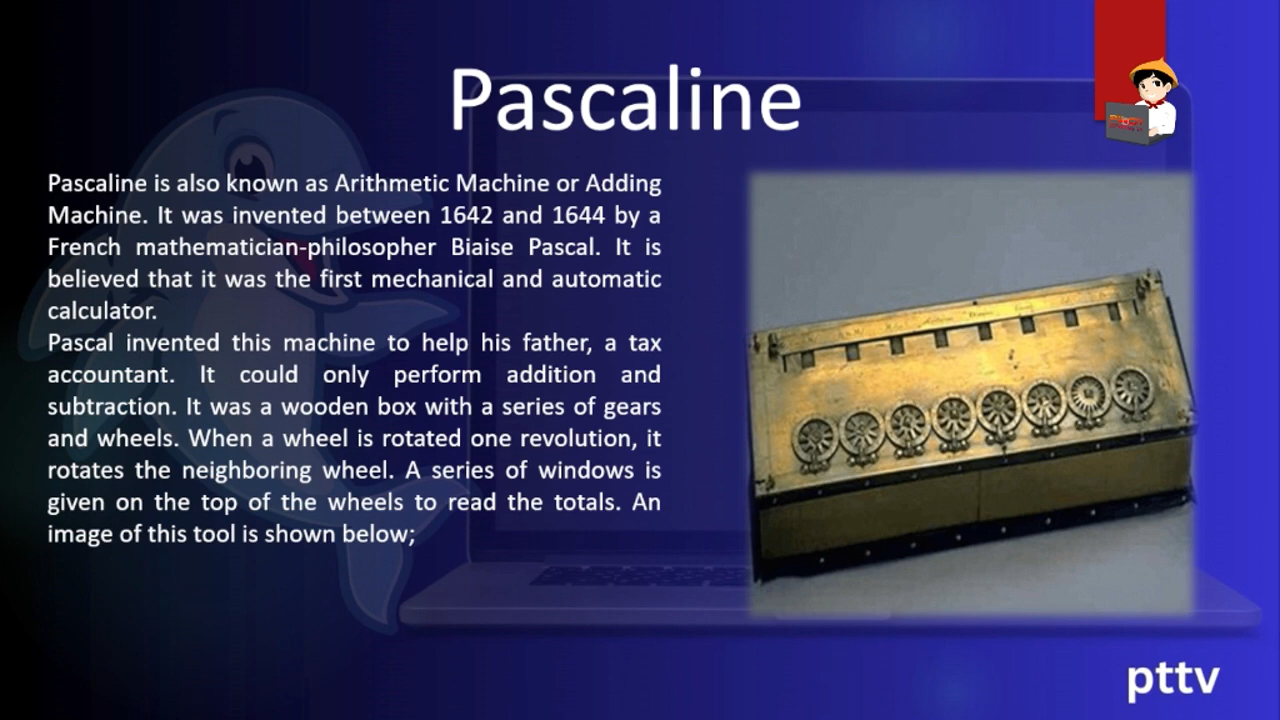 Pascaline
Pascaline is also known as Arithmetic Machine or Adding
Machine. It was invented between 1642 and 1644 by a
French mathematician-philosopher Biaise Pascal. It is
believed that it was the first mechanical and automatic
calculator.
Pascal invented this machine to help his father, a tax
accountant. It could only perform addition and
subtraction. It was a wooden box with a series of gears
and wheels. When a wheel is rotated one revolution, it
rotates the neighboring wheel. A series of windows is
given on the top of the wheels to read the totals. An
image of this tool is shown below;
pttv